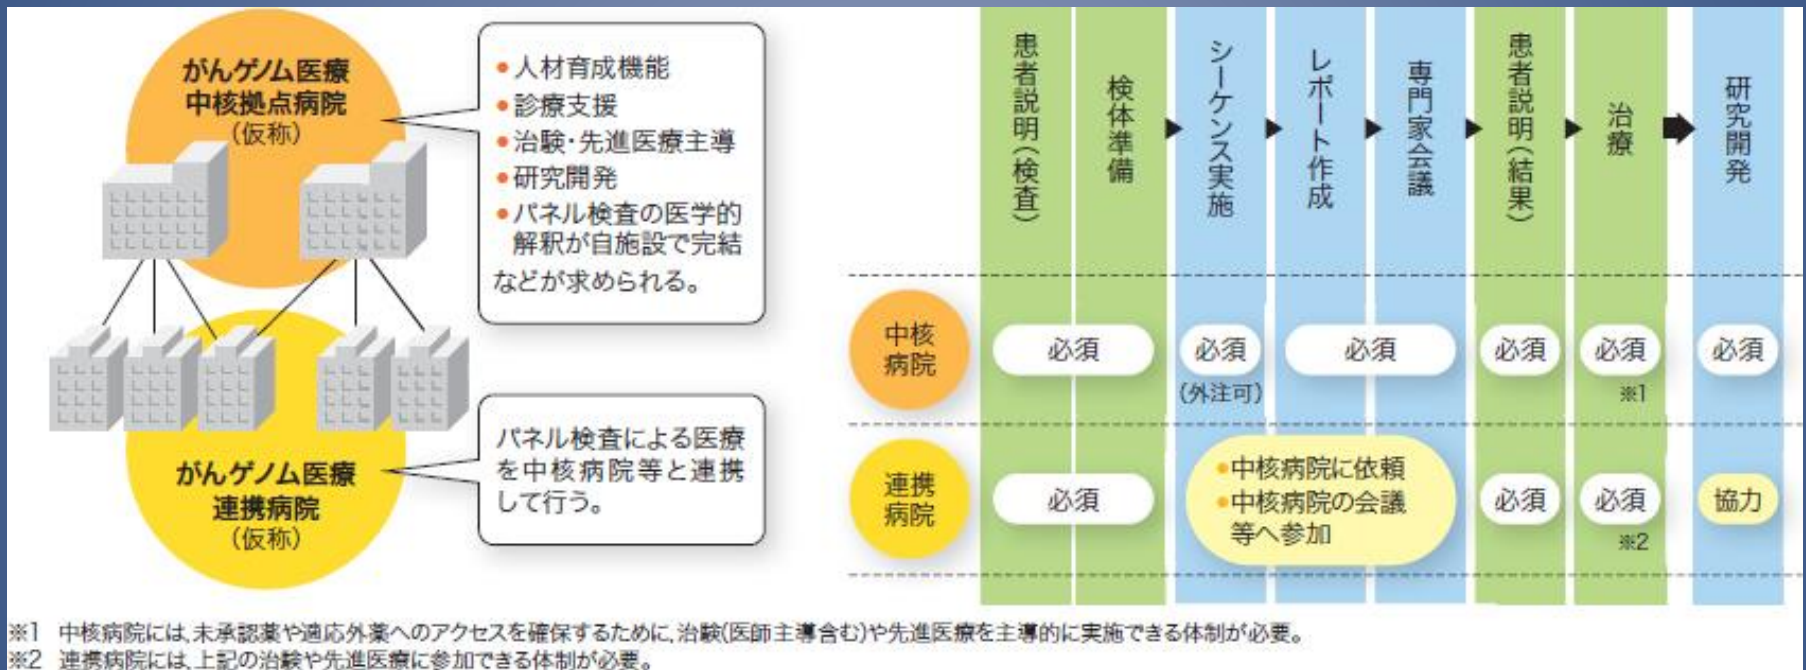 がんゲノム医療
中核拠点病院
(仮称)
●人材育成機能
●診療支援
●治験・先進医療主導
●研究開発
●パネル検査の医学的
解釈が自施設で完結
などが求められる。
がんゲノム医療
連携病院
(仮称)
パネル検査による医療
を中核病院等と連携
して行う。
患者説明(検査)
検体準備
シーケンス実施
レポート作成
専門家会議
患者説明(結果)
治療
研究開発
中核
病院
必須
必須
(外注可)
必須
必須
必須
※1
必須
連携
病院
必須
●中核病院に依頼
●中核病院の会議
等へ参加
必須
必須
※2
協力
※1 中核病院には、未承認薬や適応外薬へのアクセスを確保するために、治験(医師主導含む)や先進医療を主導的に実施できる体制が必要。
※2 連携病院には、上記の治験や先進医療に参加できる体制が必要。